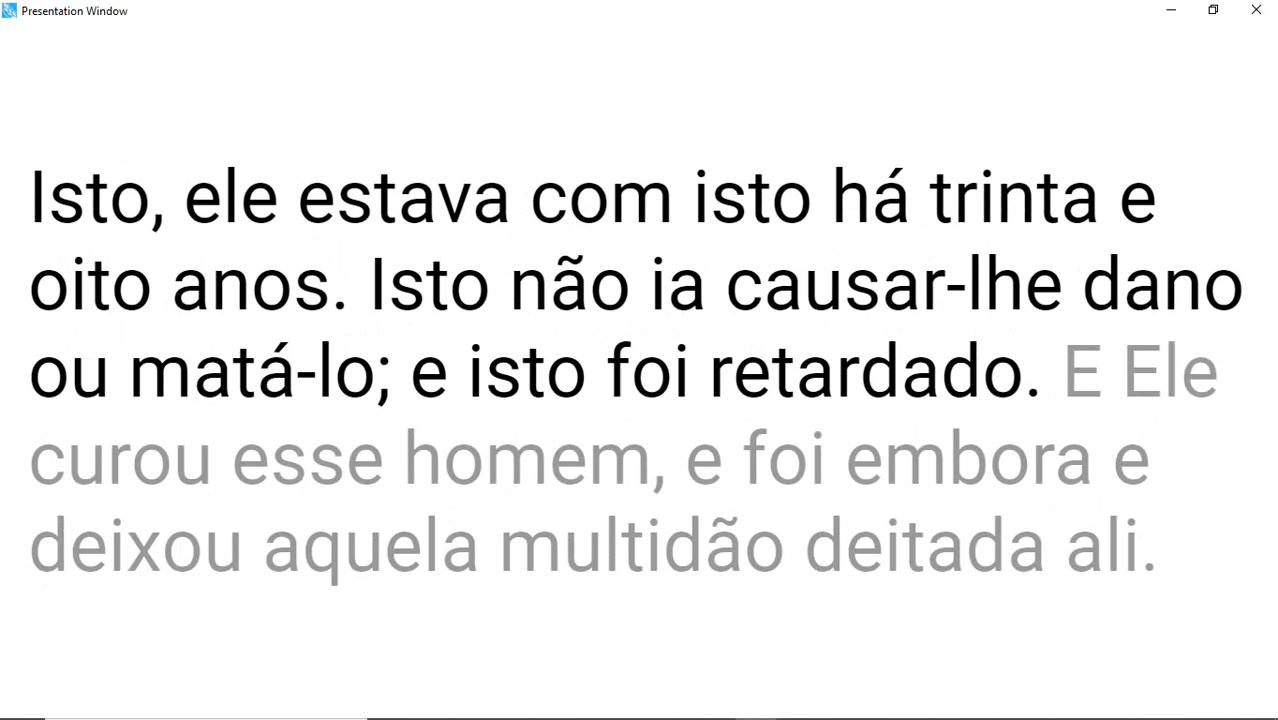 Presentation Window
Isto, ele estava com isto há trinta e
oito anos. Isto não ia causar-lhe dano
ou matá-lo; e isto foi retardado. E Ele
curou esse homem, e foi embora e
deixou aquela multidão deitada ali.